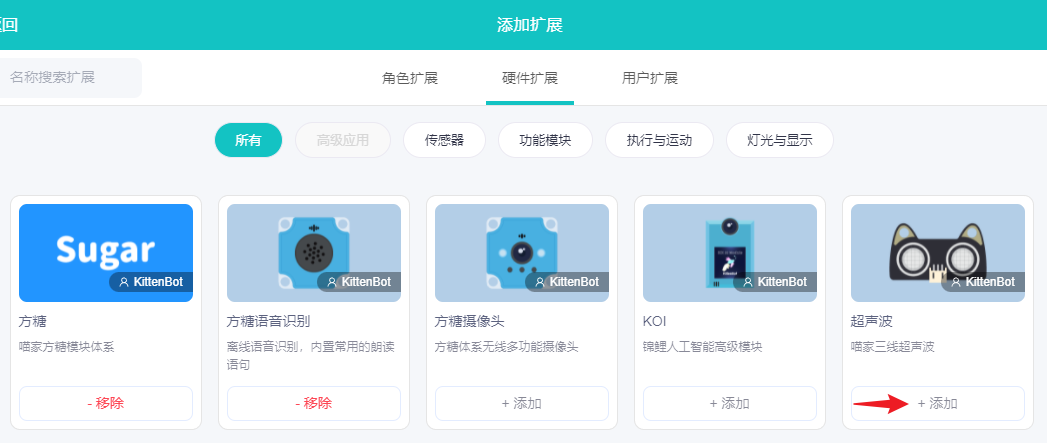 返回
添加扩展
名称搜索扩展
角色扩展
硬件扩展
用户扩展
所有
高级应用
传感器
功能模块
执行与运动
灯光与显示
Sugar
KittenBot
方糖
喵家方糖模块体系
- 移除
KittenBot
方糖语音识别
离线语音识别，内置常用的朗读
语句
- 移除
KittenBot
方糖摄像头
方糖体系无线多功能摄像头
+ 添加
KittenBot
KOI
锦鲤人工智能高级模块
+ 添加
KittenBot
超声波
喵家三线超声波
+ 添加